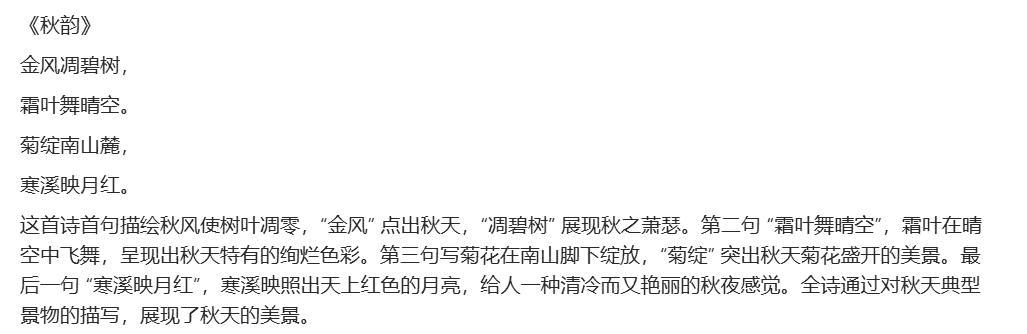 《秋韵》
金风凋碧树，
霜叶舞晴空。
菊绽南山麓，
寒溪映月红。
这首诗首句描绘秋风使树叶凋零，“金风” 点出秋天，“凋碧树” 展现秋之萧瑟。第二句 “霜叶舞晴空”，霜叶在晴
空中飞舞，呈现出秋天特有的绚烂色彩。第三句写菊花在南山脚下绽放，“菊绽” 突出秋天菊花盛开的美景。最
后一句 “寒溪映月红”，寒溪映照出天上红色的月亮，给人一种清冷而又艳丽的秋夜感觉。全诗通过对秋天典型
景物的描写，展现了秋天的美景。